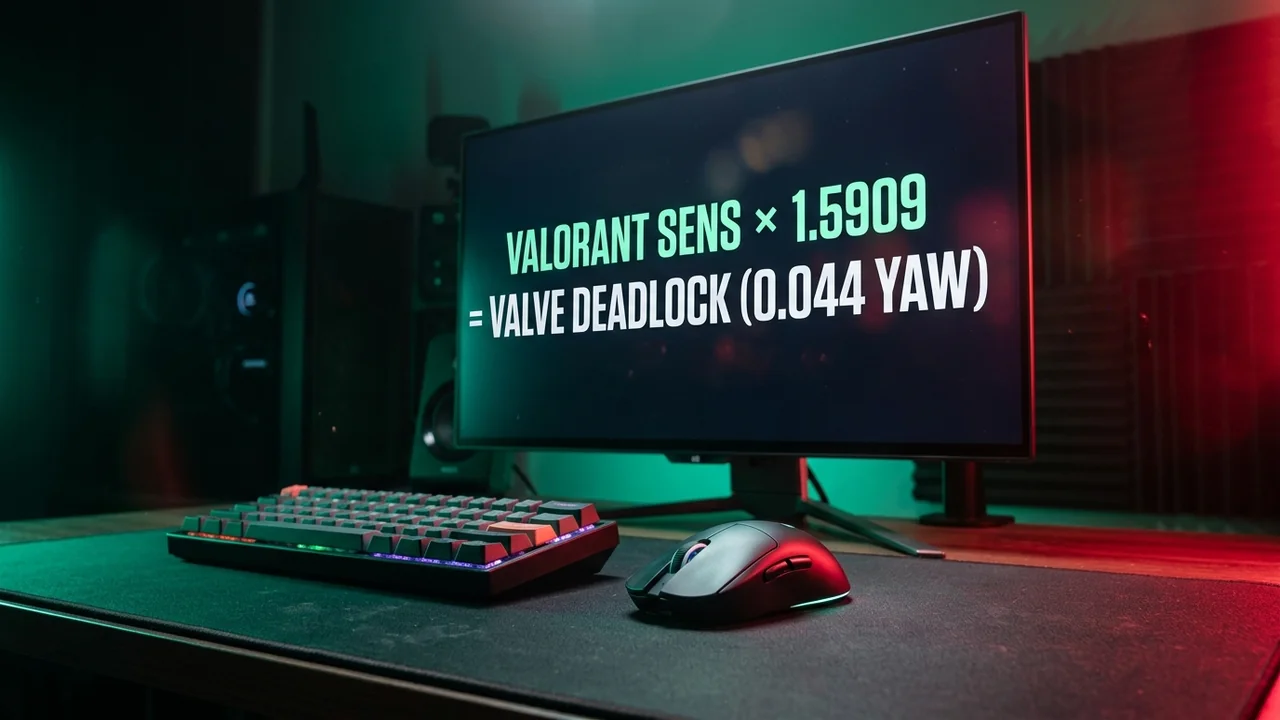 VALORANT SENS × 1.5909
= VALVE DEADLOCK (0.044 YAW)